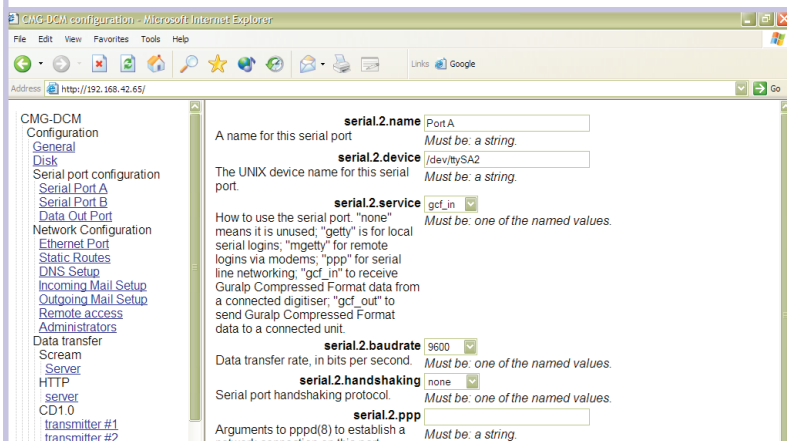 CMG-DCM configuration - Microsoft Internet Explorer
File Edit View Favorites Tools Help
Links Google
Address http://192.168.42.65/ Go
CMG-DCM
Configuration
General
Disk
Serial port configuration
Serial Port A
Serial Port B
Data Out Port
Network Configuration
Ethernet Port
Static Routes
DNS Setup
Incoming Mail Setup
Outgoing Mail Setup
Remote access
Administrators
Data transfer
Scream
Server
HTTP
server
CD1.0
transmitter #1
transmitter #2
serial.2.name Port A
A name for this serial port
Must be: a string.
serial.2.device /dev/ttySA2
The UNIX device name for this serial
port.
Must be: a string.
serial.2.service gcf_in
How to use the serial port. "none"
means it is unused; "getty" is for local
serial logins; "mgetty" is for remote
logins via modems; "ppp" for serial
line networking; "gcf_in" to receive
Guralp Compressed Format data from
a connected digitiser; "gcf_out" to
send Guralp Compressed Format
data to a connected unit.
Must be: one of the named values.
serial.2.baudrate 9600
Data transfer rate, in bits per second.
Must be: one of the named values.
serial.2.handshaking none
Serial port handshaking protocol.
Must be: one of the named values.
serial.2.ppp
Arguments to pppd(8) to establish a
network connection on this port
Must be: a string.